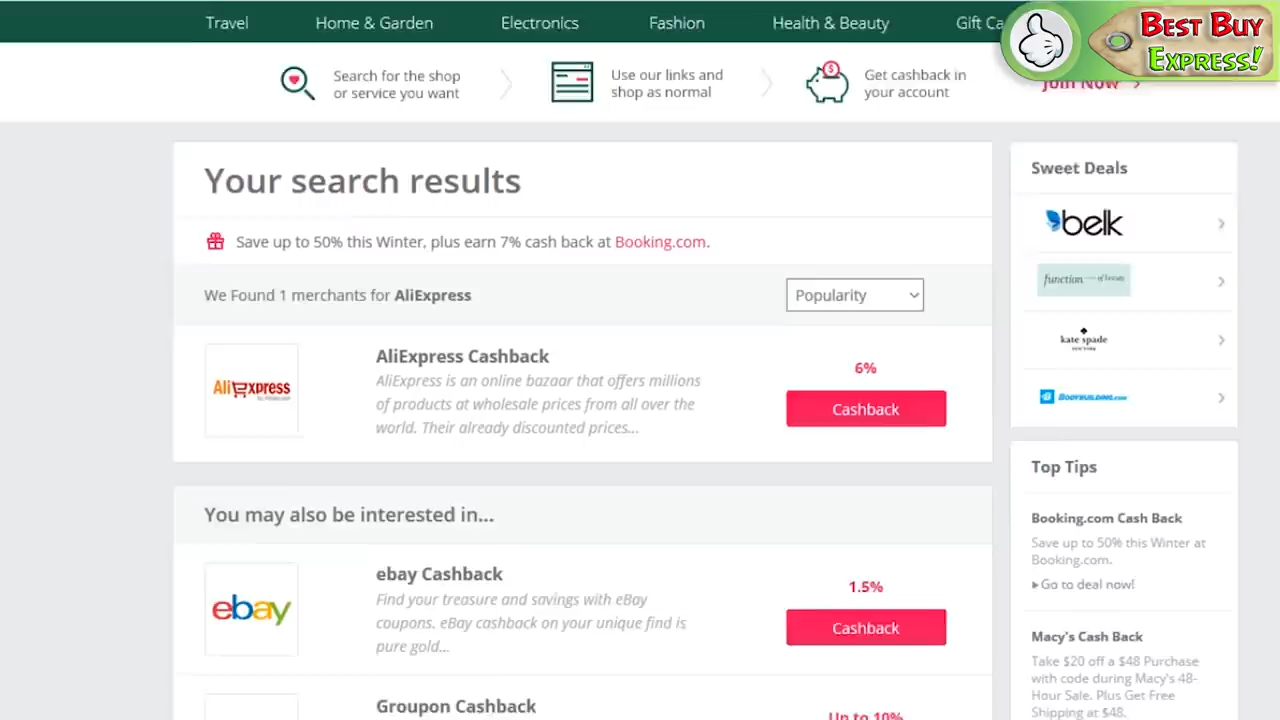 Travel
Home & Garden
Electronics
Fashion
Health & Beauty
Gift Ca
BEST BUY
EXPRESS!
Search for the shop
or service you want
Use our links and
shop as normal
Get cashback in
your account
Join Now
Your search results
Save up to 50% this Winter, plus earn 7% cash back at Booking.com.
We Found 1 merchants for AliExpress
Popularity
AliExpress
AliExpress Cashback
AliExpress is an online bazaar that offers millions
of products at wholesale prices from all over the
world. Their already discounted prices...
6%
Cashback
You may also be interested in...
ebay
ebay Cashback
Find your treasure and savings with eBay
coupons. eBay cashback on your unique find is
pure gold...
1.5%
Cashback
Groupon Cashback
Up to 10%
Sweet Deals
belk
function of beauty
kate spade
NEW YORK
BODYBUILDING.com
Top Tips
Booking.com Cash Back
Save up to 50% this Winter at
Booking.com.
Go to deal now!
Macy's Cash Back
Take $20 off a $48 Purchase
with code during Macy's 48-
Hour Sale. Plus Get Free
Shipping at $48.